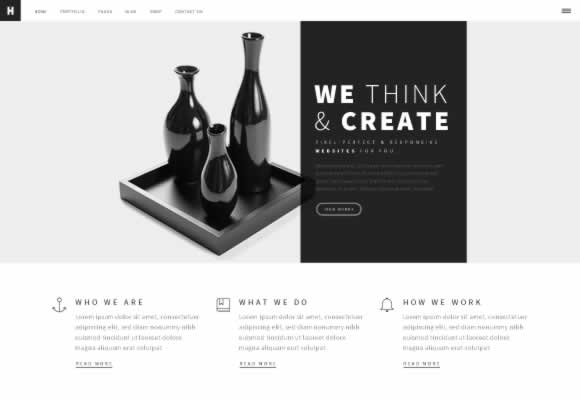 H
HOME PORTFOLIO PAGES BLOG SHOP CONTACT US
WE THINK
& CREATE
PIXEL PERFECT & RESPONSIVE
WEBSITES FOR YOU
VIEW WORKS
WHO WE ARE
Lorem ipsum dolor sit amet, consectetuer
adipiscing elit, sed diam nonummy nibh
euismod tincidunt ut laoreet dolore
magna aliquam erat volutpat
READ MORE
WHAT WE DO
Lorem ipsum dolor sit amet, consectetuer
adipiscing elit, sed diam nonummy nibh
euismod tincidunt ut laoreet dolore
magna aliquam erat volutpat
READ MORE
HOW WE WORK
Lorem ipsum dolor sit amet, consectetuer
adipiscing elit, sed diam nonummy nibh
euismod tincidunt ut laoreet dolore
magna aliquam erat volutpat
READ MORE